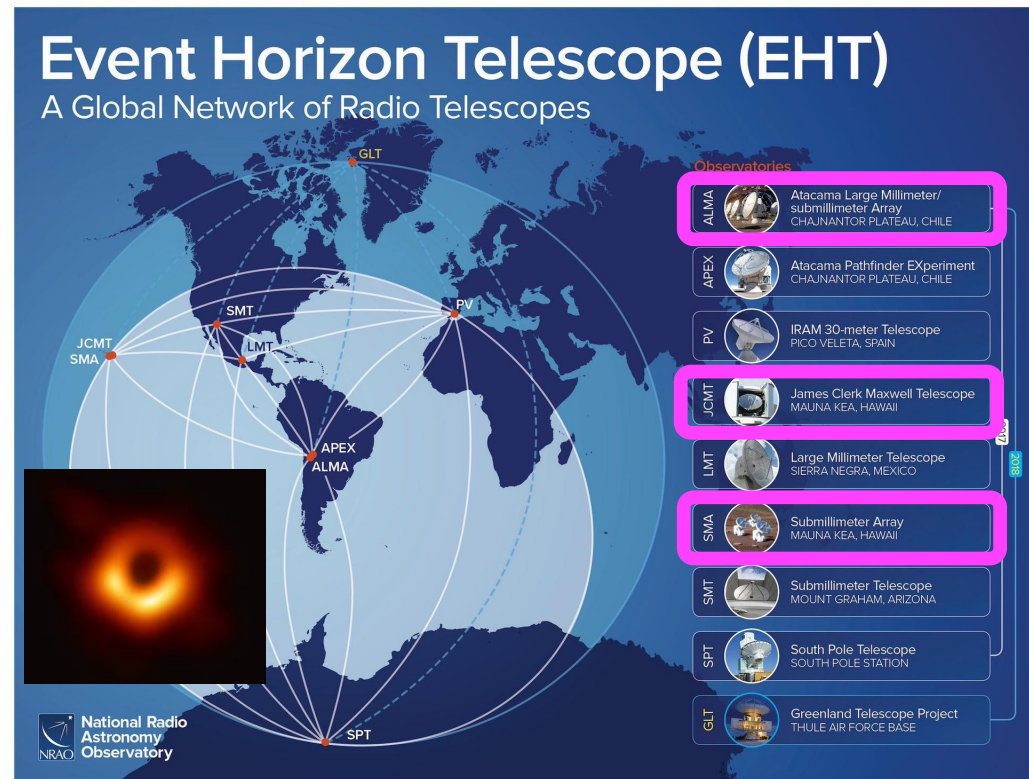 Event Horizon Telescope (EHT)
A Global Network of Radio Telescopes
GLT
SMT
PV
JCMT
SMA
LMT
APEX
ALMA
SPT
Observatories
ALMA
Atacama Large Millimeter/
submillimeter Array
CHAJNANTOR PLATEAU, CHILE
APEX
Atacama Pathfinder EXperiment
CHAJNANTOR PLATEAU, CHILE
PV
IRAM 30-meter Telescope
PICO VELETA, SPAIN
JCMT
James Clerk Maxwell Telescope
MAUNA KEA, HAWAII
LMT
Large Millimeter Telescope
SIERRA NEGRA, MEXICO
SMA
Submillimeter Array
MAUNA KEA, HAWAII
SMT
Submillimeter Telescope
MOUNT GRAHAM, ARIZONA
SPT
South Pole Telescope
SOUTH POLE STATION
GLT
Greenland Telescope Project
THULE AIR FORCE BASE
2018
NRAO
National Radio
Astronomy
Observatory